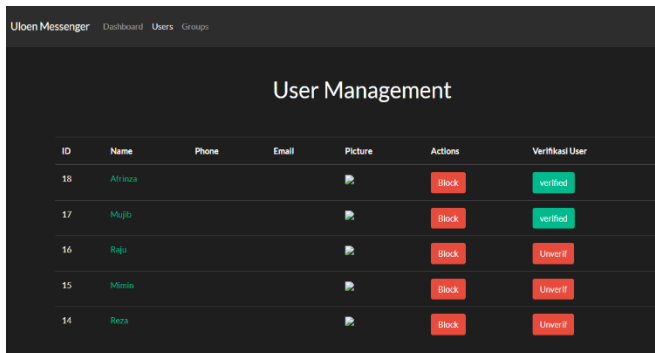 Uloen Messenger Dashboard Users Groups
User Management
ID Name Phone Email Picture Actions Verifikasi User
18 Afrinza Block verified
17 Mujib Block verified
16 Raju Block Unverif
15 Mimin Block Unverif
14 Reza Block Unverif